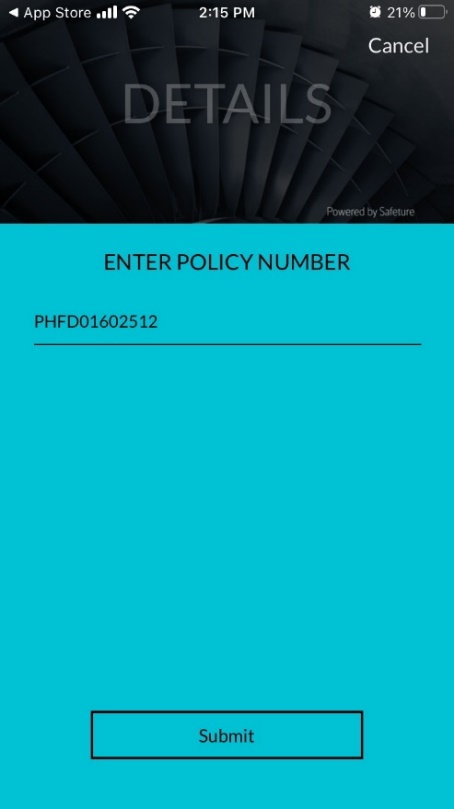 ◀ App Store 2:15 PM 21%
Cancel
DETAILS
Powered by Safeture
ENTER POLICY NUMBER
PHFD01602512
Submit